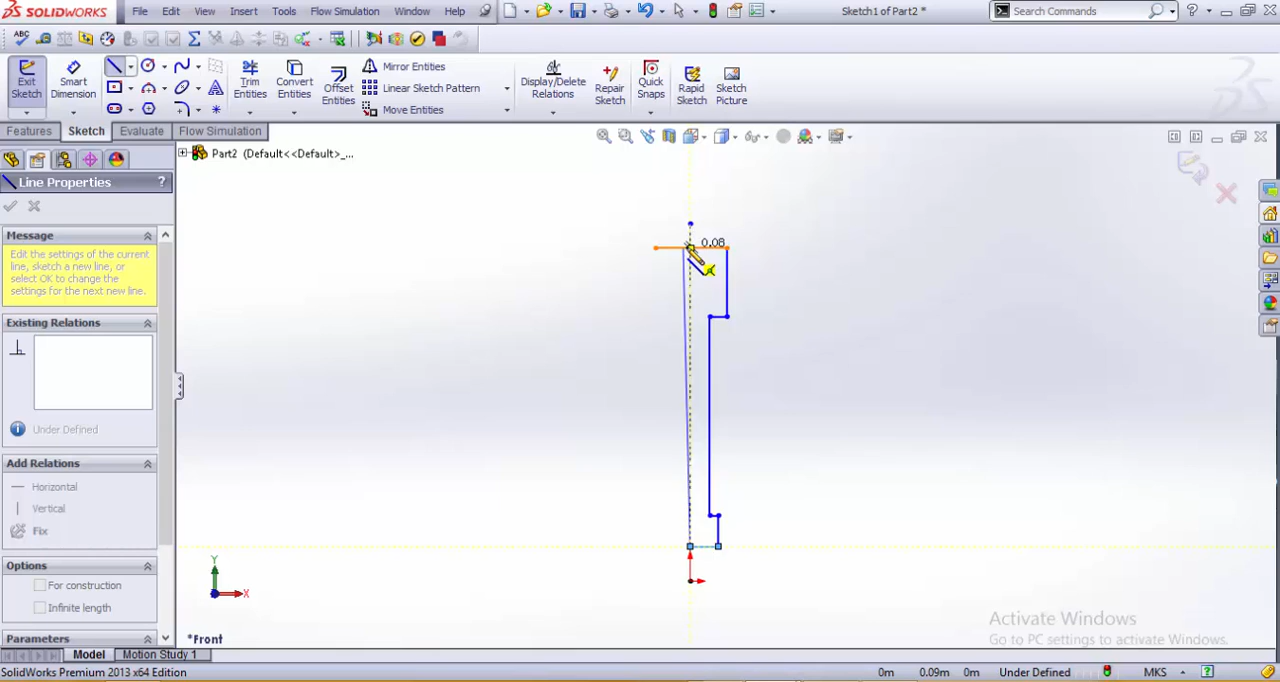 SOLIDWORKS File Edit View Insert Tools Flow Simulation Window Help Sketch1 of Part2 * Search Commands
Exit Sketch
Smart Dimension
Trim Entities
Convert Entities
Offset Entities
Mirror Entities
Linear Sketch Pattern
Move Entities
Display/Delete Relations
Repair Sketch
Quick Snaps
Rapid Sketch
Sketch Picture
Features Sketch Evaluate Flow Simulation
Part2 (Default<<Default>_...
Line Properties ?
Message
Edit the settings of the current
line, sketch a new line, or
select OK to change the
settings for the next new line.
0.08
Existing Relations
Under Defined
Add Relations
Horizontal
Vertical
Fix
Options
For construction
Infinite length
Parameters
Y
X
*Front
Activate Windows
Go to PC settings to activate Windows.
Model Motion Study 1
SolidWorks Premium 2013 x64 Edition 0m 0.09m 0m Under Defined MKS ?